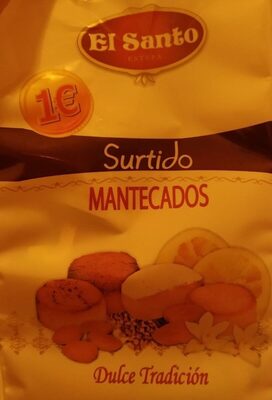 El Santo
ESTEPA
1€
Surtido
MANTECADOS
Dulce Tradición